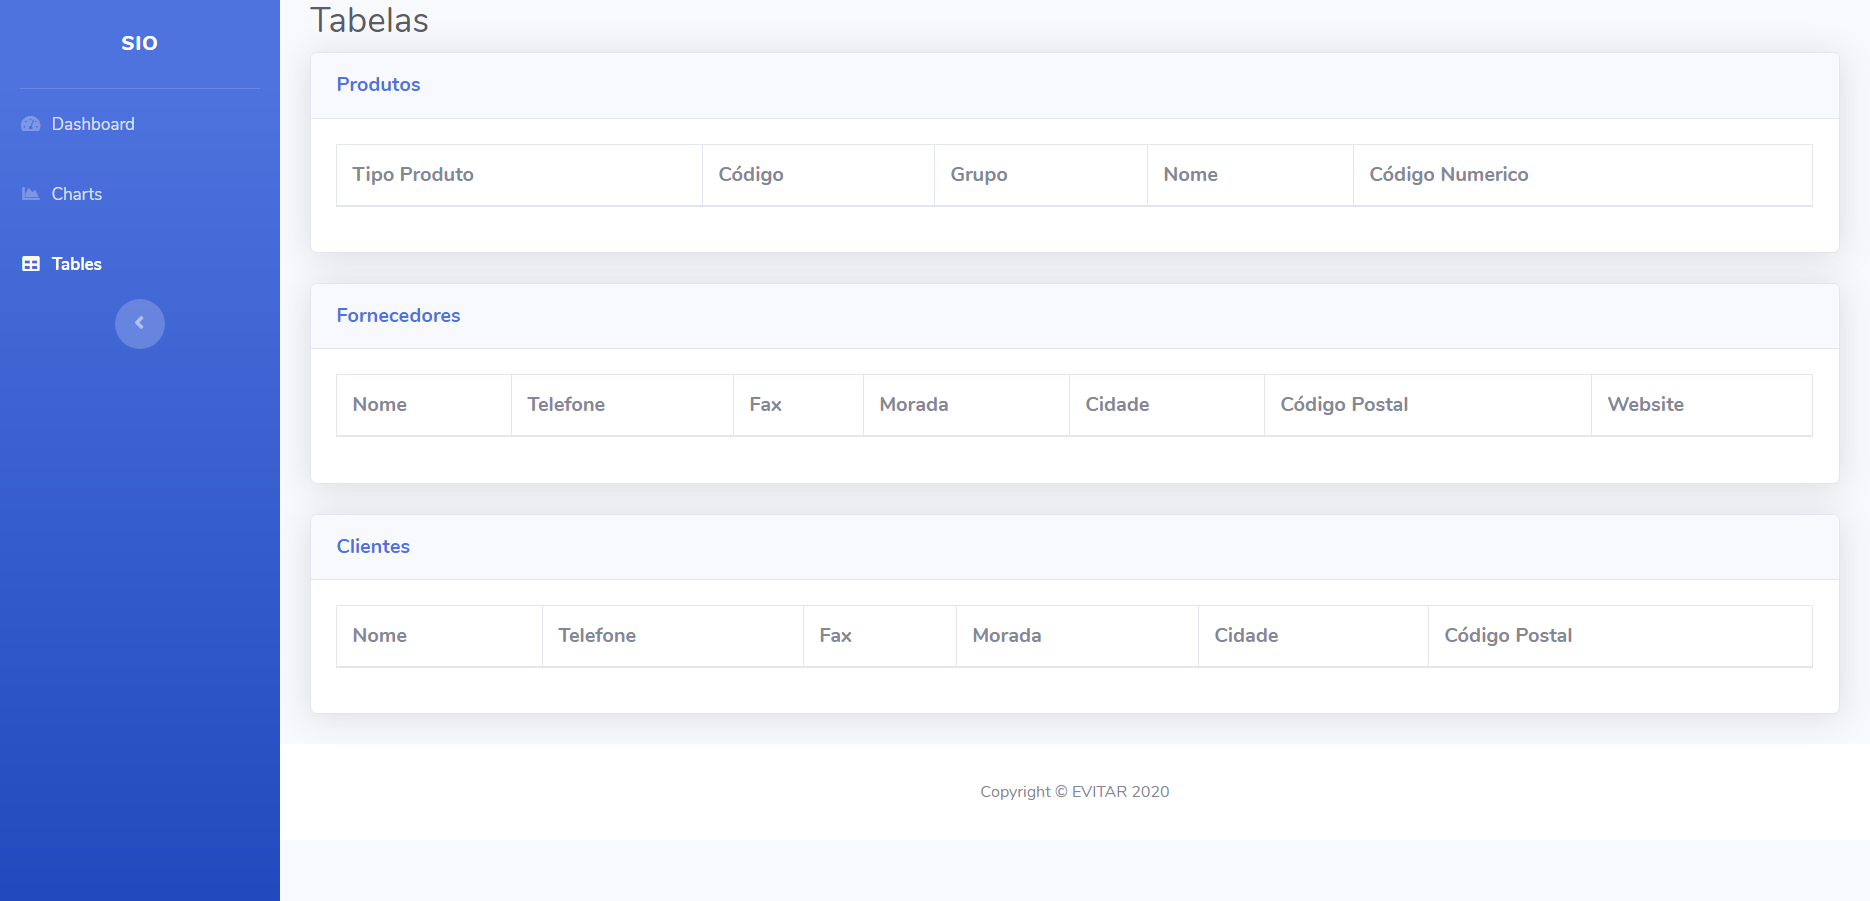 SIO
Dashboard
Charts
Tables
Tabelas
Produtos
Tipo Produto Código Grupo Nome Código Numerico
Fornecedores
Nome Telefone Fax Morada Cidade Código Postal Website
Clientes
Nome Telefone Fax Morada Cidade Código Postal
Copyright © EVITAR 2020